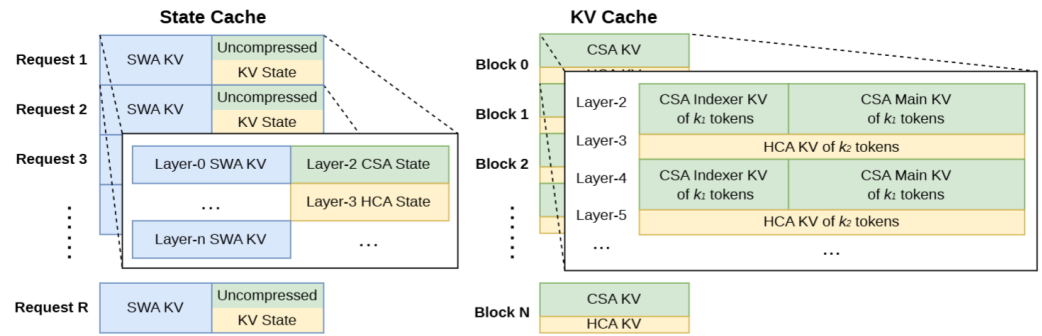 State Cache
Request 1
SWA KV
Uncompressed
KV State
Request 2
SWA KV
Uncompressed
KV State
Request 3
Layer-0 SWA KV
Layer-2 CSA State
...
Layer-3 HCA State
Layer-n SWA KV
...
Request R
SWA KV
Uncompressed
KV State
KV Cache
Block 0
CSA KV
HCA KV
Block 1
Block 2
Layer-2
CSA Indexer KV
of k₁ tokens
CSA Main KV
of k₁ tokens
Layer-3
HCA KV of k₂ tokens
Layer-4
CSA Indexer KV
of k₁ tokens
CSA Main KV
of k₁ tokens
Layer-5
HCA KV of k₂ tokens
...
...
Block N
CSA KV
HCA KV